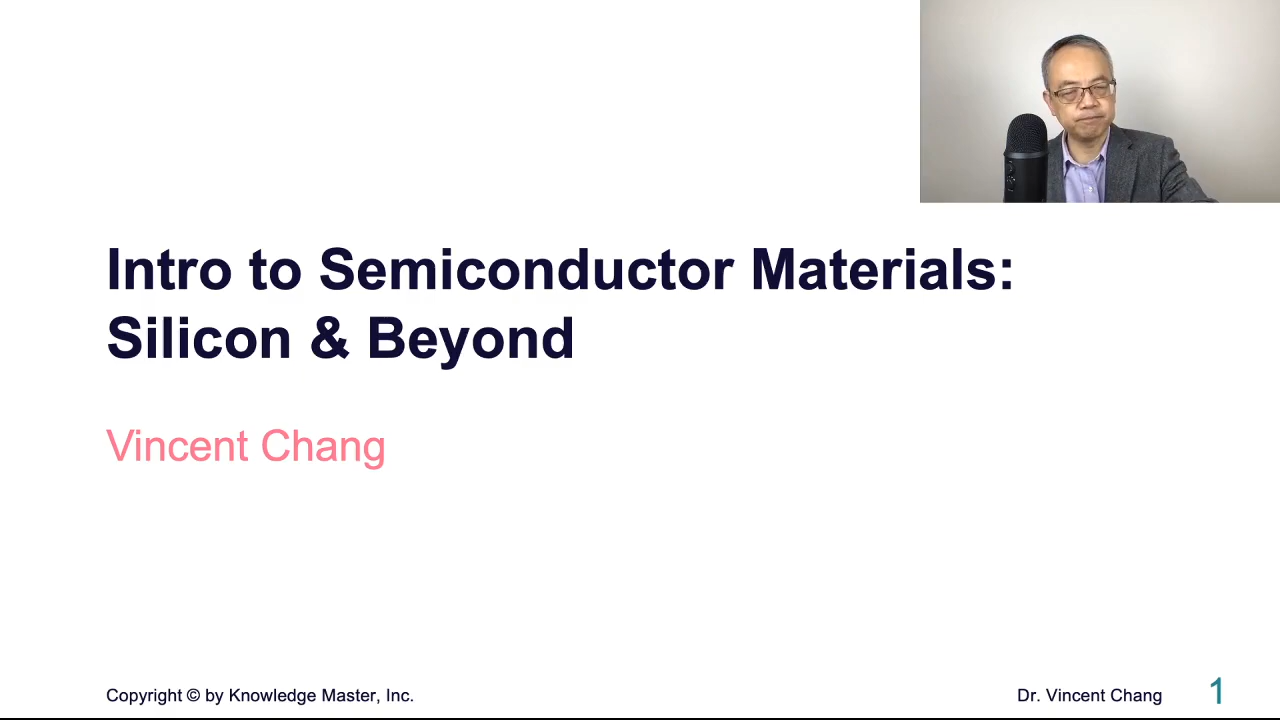 Intro to Semiconductor Materials:
Silicon & Beyond
Vincent Chang
Copyright © by Knowledge Master, Inc.
Dr. Vincent Chang
1